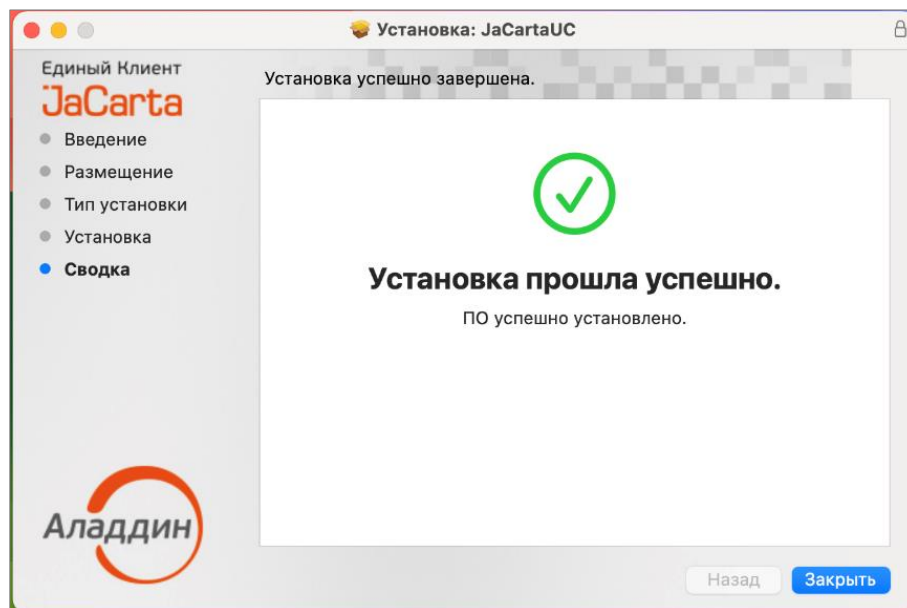 Установка: JaCartaUC
Единый Клиент
JaCarta
Введение
Размещение
Тип установки
Установка
Сводка
Аладдин
Установка успешно завершена.
Установка прошла успешно.
ПО успешно установлено.
Назад
Закрыть